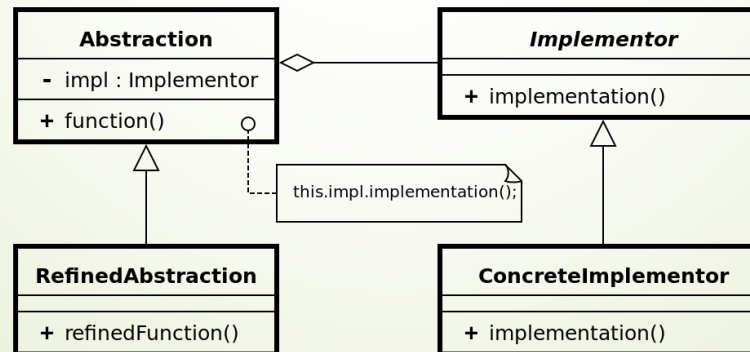 Abstraction
- impl : Implementor
+ function()
Implementor
+ implementation()
this.impl.implementation();
RefinedAbstraction
+ refinedFunction()
ConcreteImplementor
+ implementation()